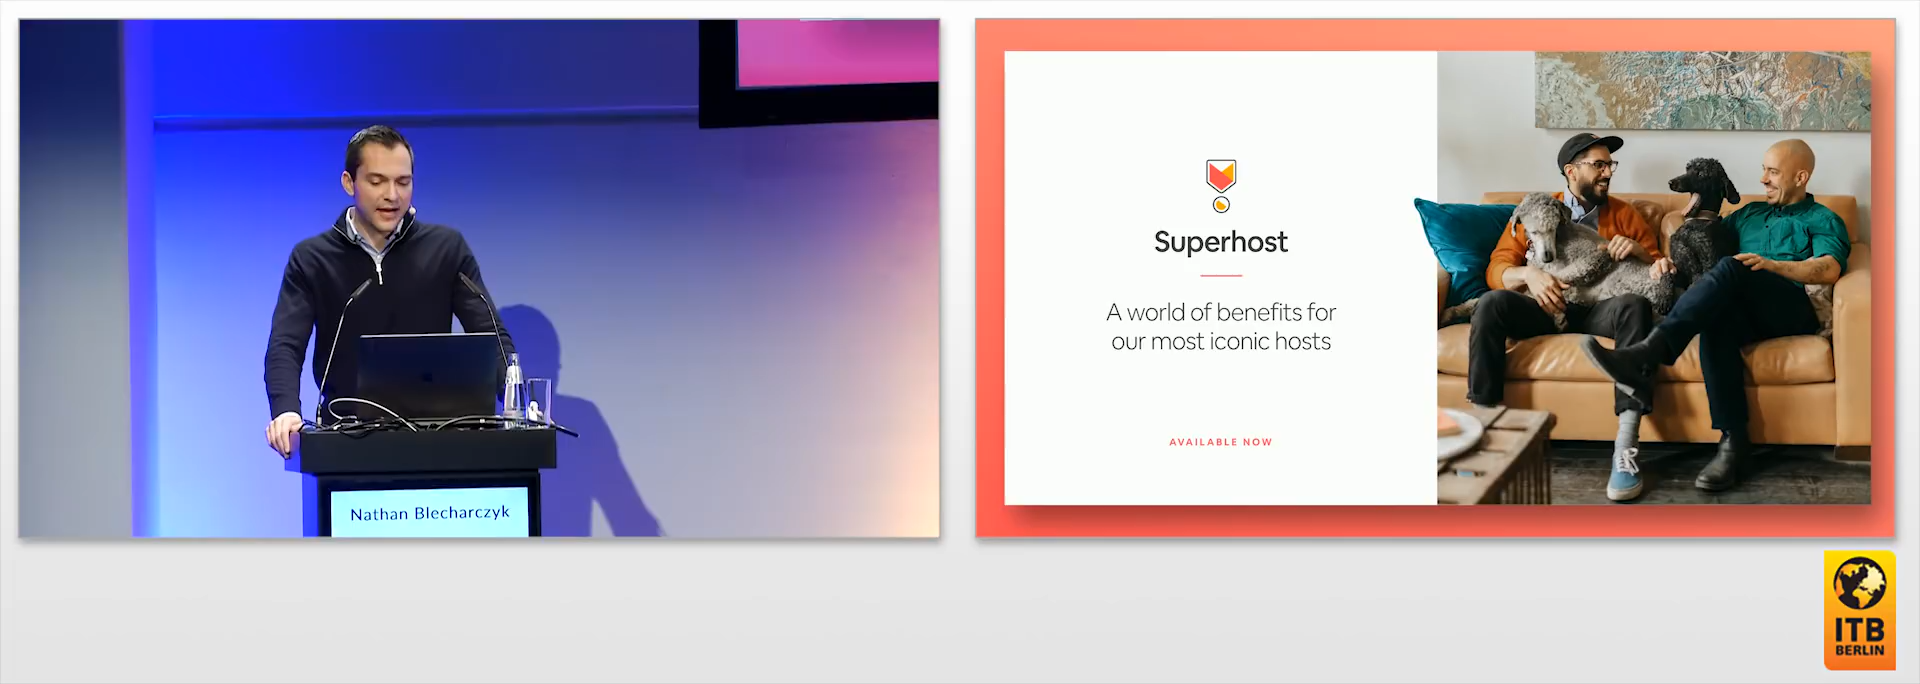 Nathan Blecharczyk
Superhost
A world of benefits for
our most iconic hosts
AVAILABLE NOW
ITB
BERLIN